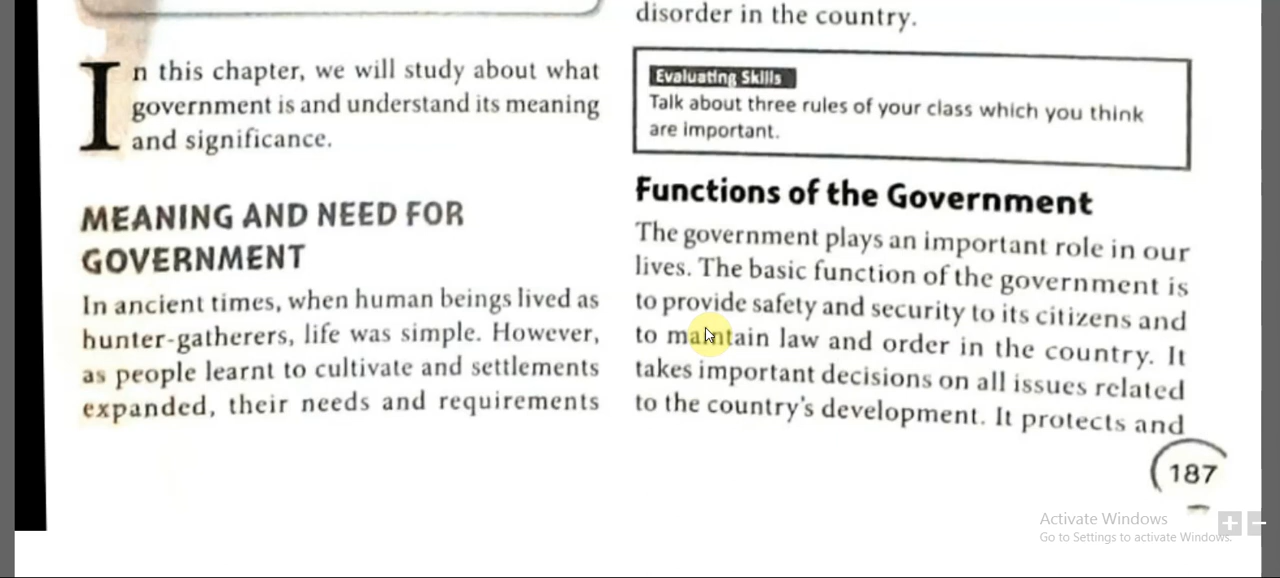 In this chapter, we will study about what
government is and understand its meaning
and significance.
MEANING AND NEED FOR
GOVERNMENT
In ancient times, when human beings lived as
hunter-gatherers, life was simple. However,
as people learnt to cultivate and settlements
expanded, their needs and requirements
disorder in the country.
Evaluating Skills
Talk about three rules of your class which you think
are important.
Functions of the Government
The government plays an important role in our
lives. The basic function of the government is
to provide safety and security to its citizens and
to maintain law and order in the country. It
takes important decisions on all issues related
to the country's development. It protects and
187
Activate Windows
Go to Settings to activate Windows.